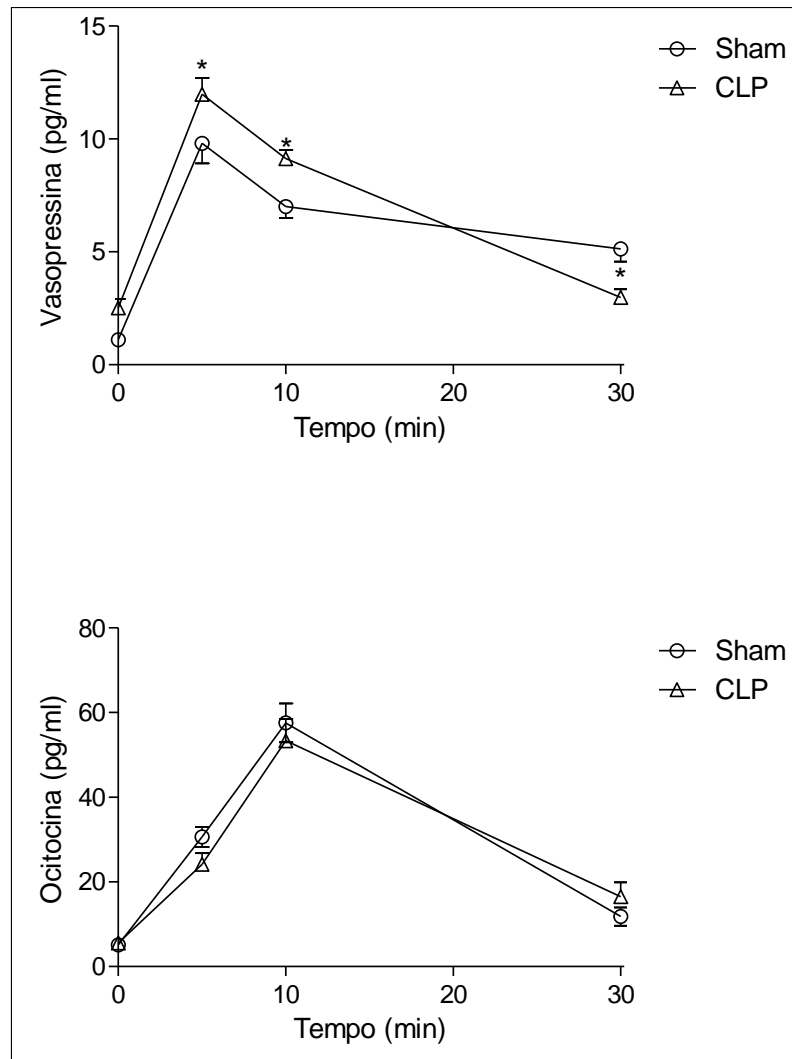 Sham
CLP
Vasopressina (pg/ml)
15
10
5
0
*
*
*
0 10 20 30
Tempo (min)
Sham
CLP
Ocitocina (pg/ml)
80
60
40
20
0
0 10 20 30
Tempo (min)